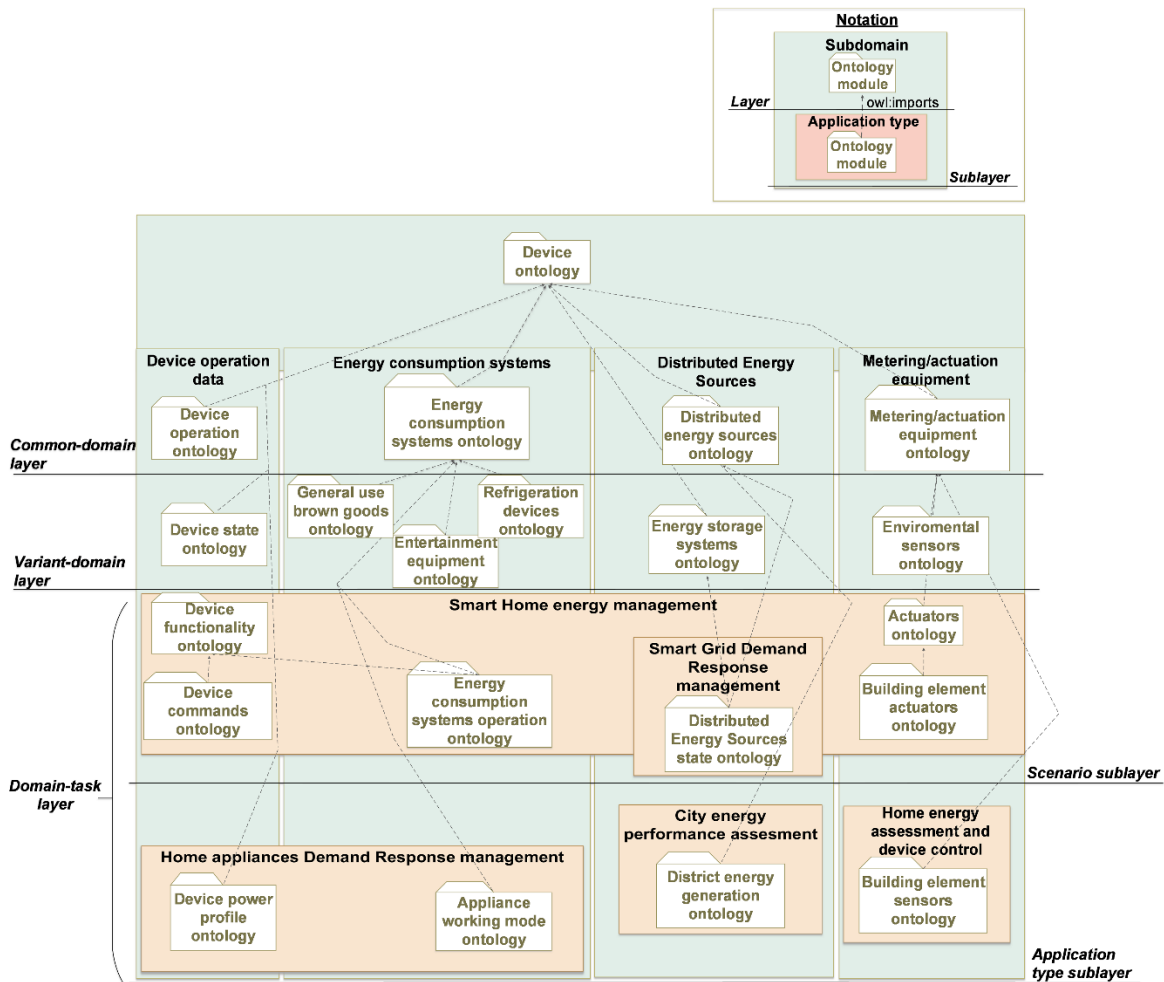 Notation
Subdomain
Ontology
module
owl:imports
Layer
Application type
Ontology
module
Sublayer
Device
ontology
Device operation
data
Energy consumption systems
Distributed Energy
Sources
Metering/actuation
equipment
Device
operation
ontology
Energy
consumption
systems ontology
Distributed
energy sources
ontology
Metering/actuation
equipment
ontology
Common-domain
layer
General use
brown goods
ontology
Refrigeration
devices
ontology
Entertainment
equipment
ontology
Device state
ontology
Energy storage
systems
ontology
Enviromental
sensors
ontology
Variant-domain
layer
Smart Home energy management
Device
functionality
ontology
Actuators
ontology
Smart Grid Demand
Response
management
Device
commands
ontology
Energy
consumption
systems operation
ontology
Distributed
Energy Sources
state ontology
Building element
actuators
ontology
Domain-task
layer
Scenario sublayer
City energy
performance assesment
Home energy
assessment and
device control
Home appliances Demand Response management
Device power
profile
ontology
Appliance
working mode
ontology
District energy
generation
ontology
Building element
sensors
ontology
Application
type sublayer